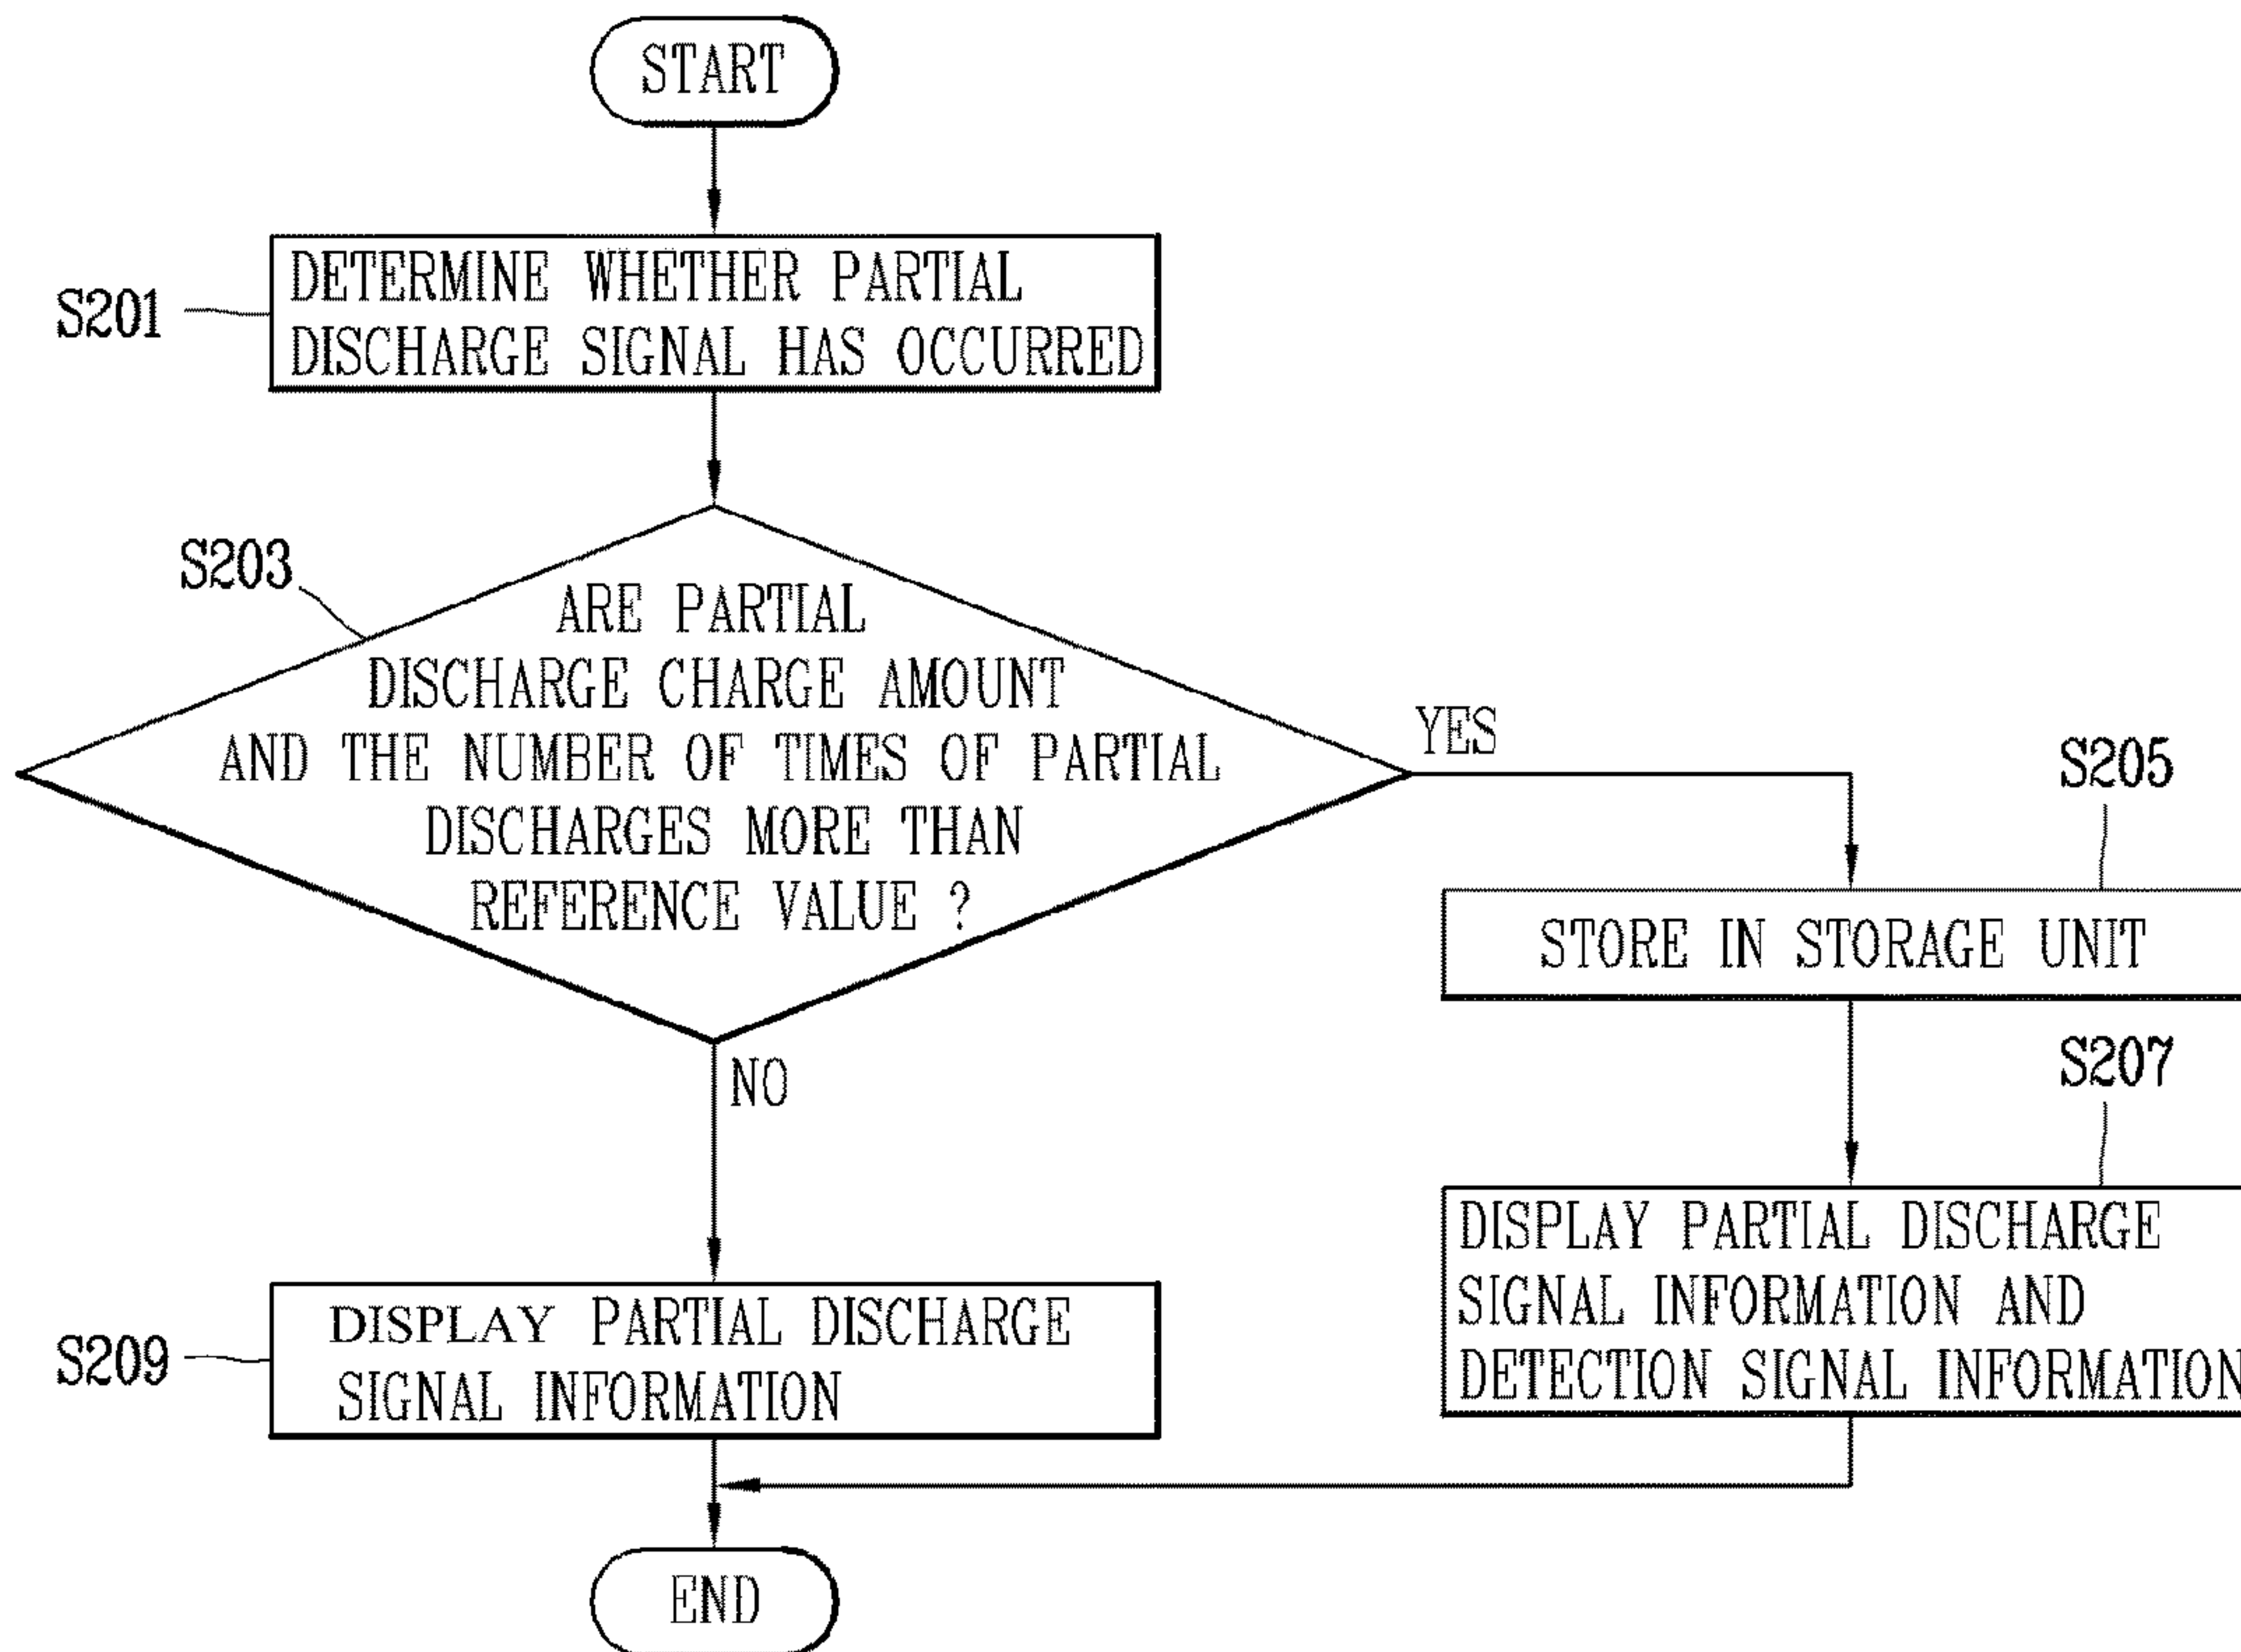 START
S201
DETERMINE WHETHER PARTIAL
DISCHARGE SIGNAL HAS OCCURRED
S203
ARE PARTIAL
DISCHARGE CHARGE AMOUNT
AND THE NUMBER OF TIMES OF PARTIAL
DISCHARGES MORE THAN
REFERENCE VALUE ?
YES
S205
STORE IN STORAGE UNIT
NO
S207
DISPLAY PARTIAL DISCHARGE
SIGNAL INFORMATION AND
DETECTION SIGNAL INFORMATION
S209
DISPLAY PARTIAL DISCHARGE
SIGNAL INFORMATION
END